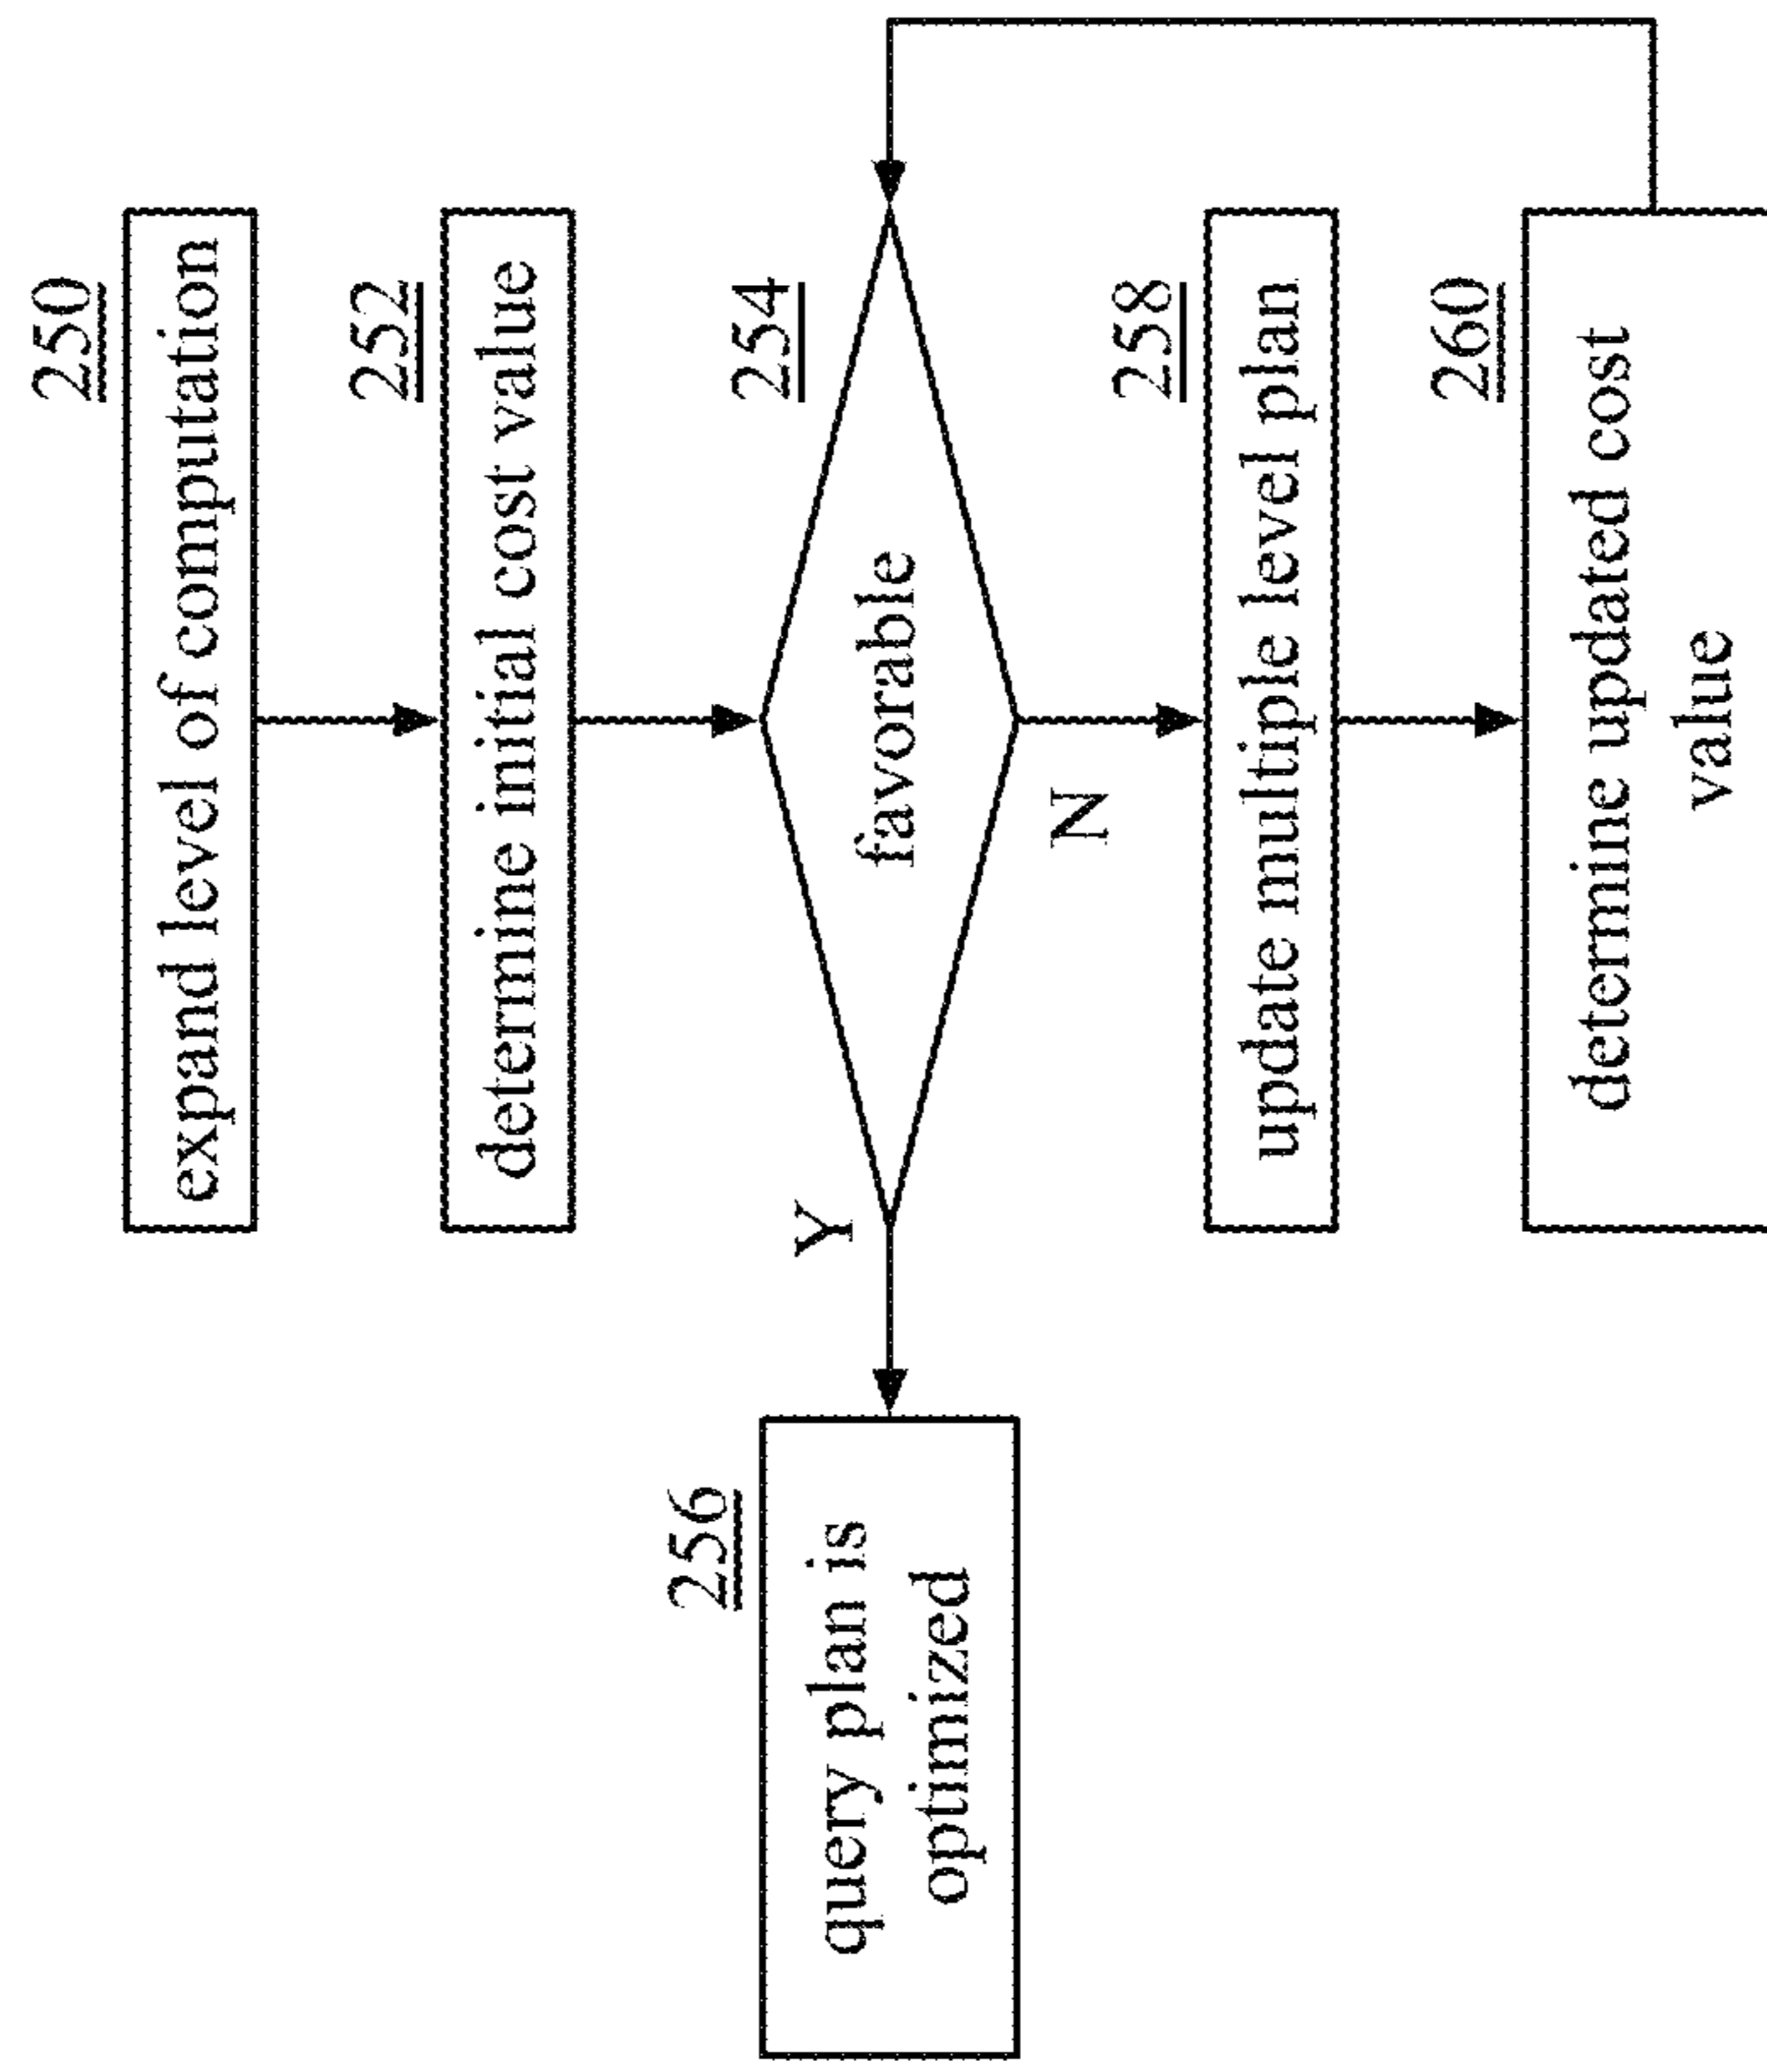 250
expand level of computation
252
determine initial cost value
254
favorable
Y
N
256
query plan is
optimized
258
update multiple level plan
260
determine updated cost
value